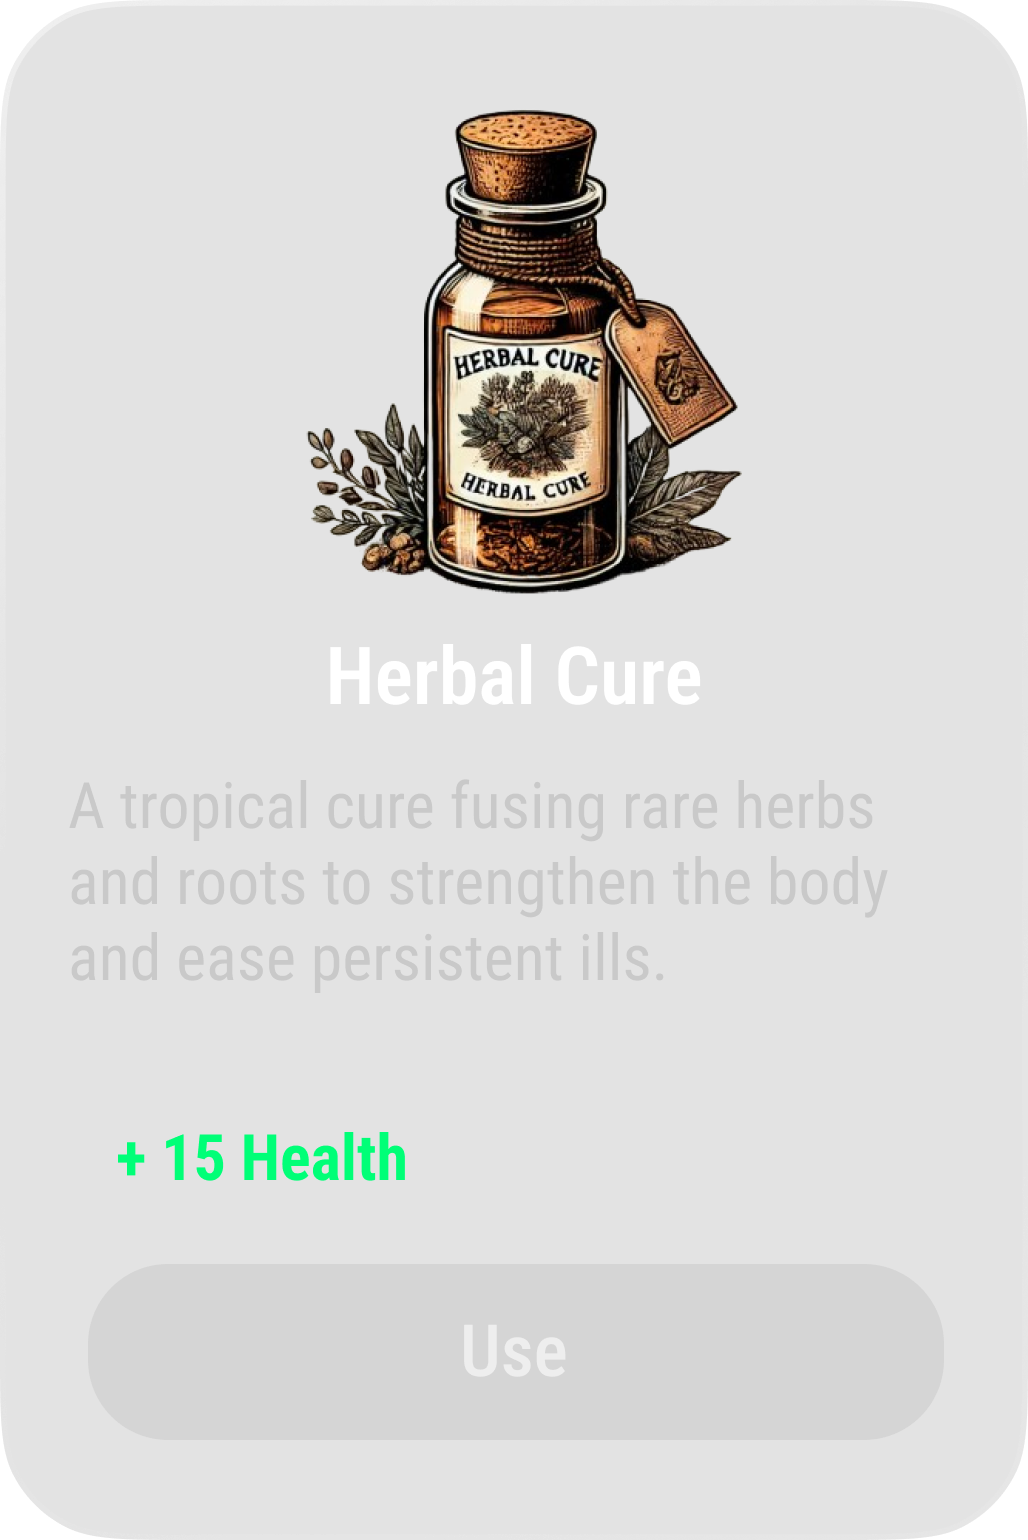 HERBAL CURE
HERBAL CURE
Herbal Cure
A tropical cure fusing rare herbs
and roots to strengthen the body
and ease persistent ills.
+ 15 Health
Use